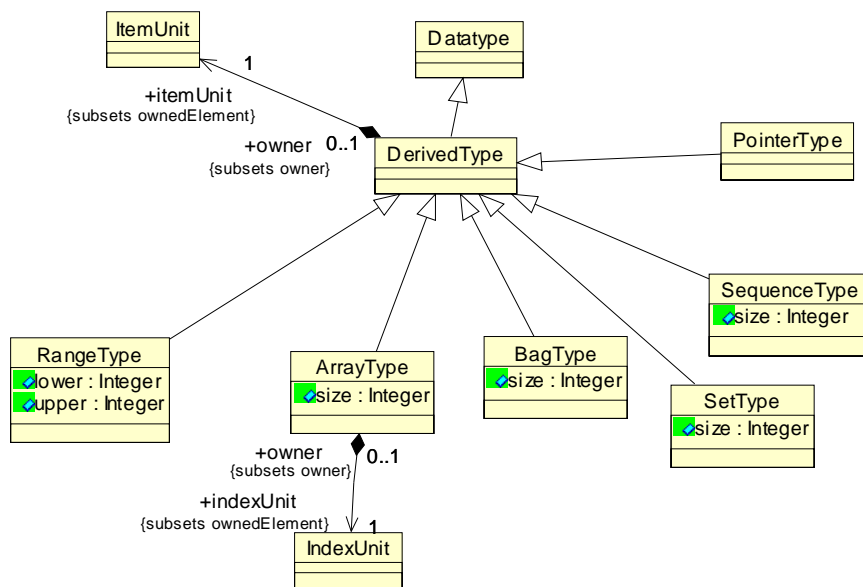 ItemUnit
Datatype
1
+itemUnit
{subsets ownedElement}
+owner
0..1
{subsets owner}
DerivedType
PointerType
SequenceType
size : Integer
RangeType
lower : Integer
upper : Integer
ArrayType
size : Integer
BagType
size : Integer
SetType
size : Integer
+owner
0..1
{subsets owner}
+indexUnit
{subsets ownedElement}
1
IndexUnit